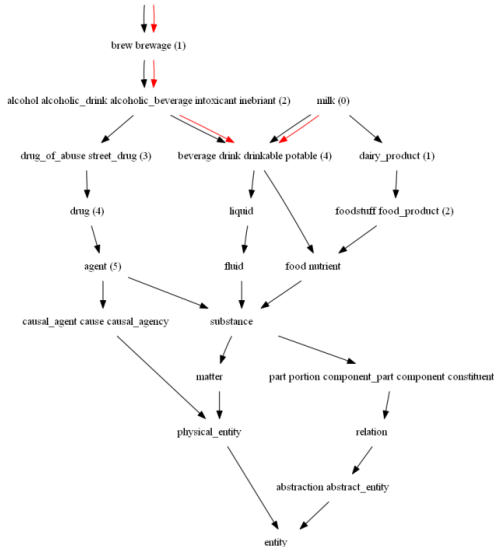 brew brewage (1)
alcohol alcoholic_drink alcoholic_beverage intoxicant inebriant (2) milk (0)
drug_of_abuse street_drug (3) beverage drink drinkable potable (4) dairy_product (1)
drug (4) liquid foodstuff food_product (2)
agent (5) fluid food nutrient
causal_agent cause causal_agency substance
matter part portion component_part component constituent
physical_entity relation
abstraction abstract_entity
entity